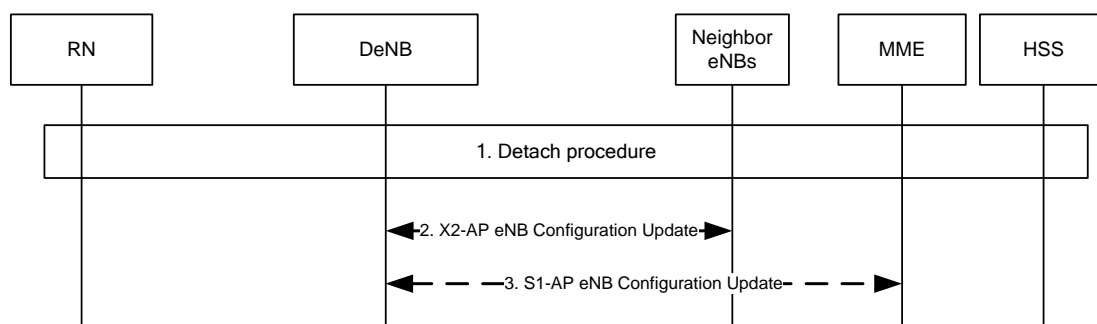 RN
DeNB
Neighbor
eNBs
MME
HSS
1. Detach procedure
2. X2-AP eNB Configuration Update
3. S1-AP eNB Configuration Update